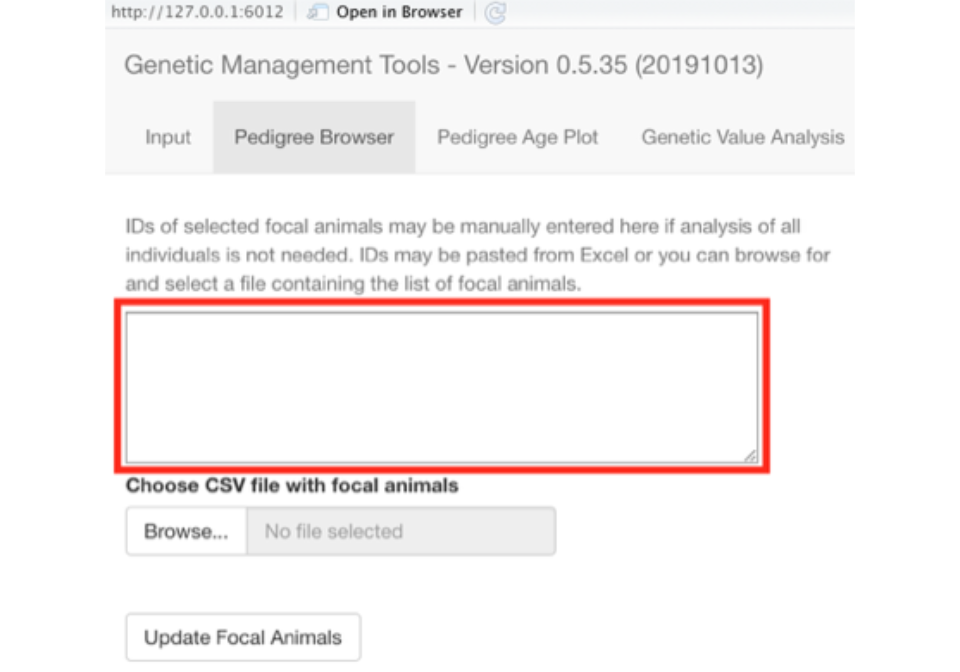 http://127.0.0.1:6012 Open in Browser
Genetic Management Tools - Version 0.5.35 (20191013)
Input Pedigree Browser Pedigree Age Plot Genetic Value Analysis
IDs of selected focal animals may be manually entered here if analysis of all
individuals is not needed. IDs may be pasted from Excel or you can browse for
and select a file containing the list of focal animals.
Choose CSV file with focal animals
Browse... No file selected
Update Focal Animals